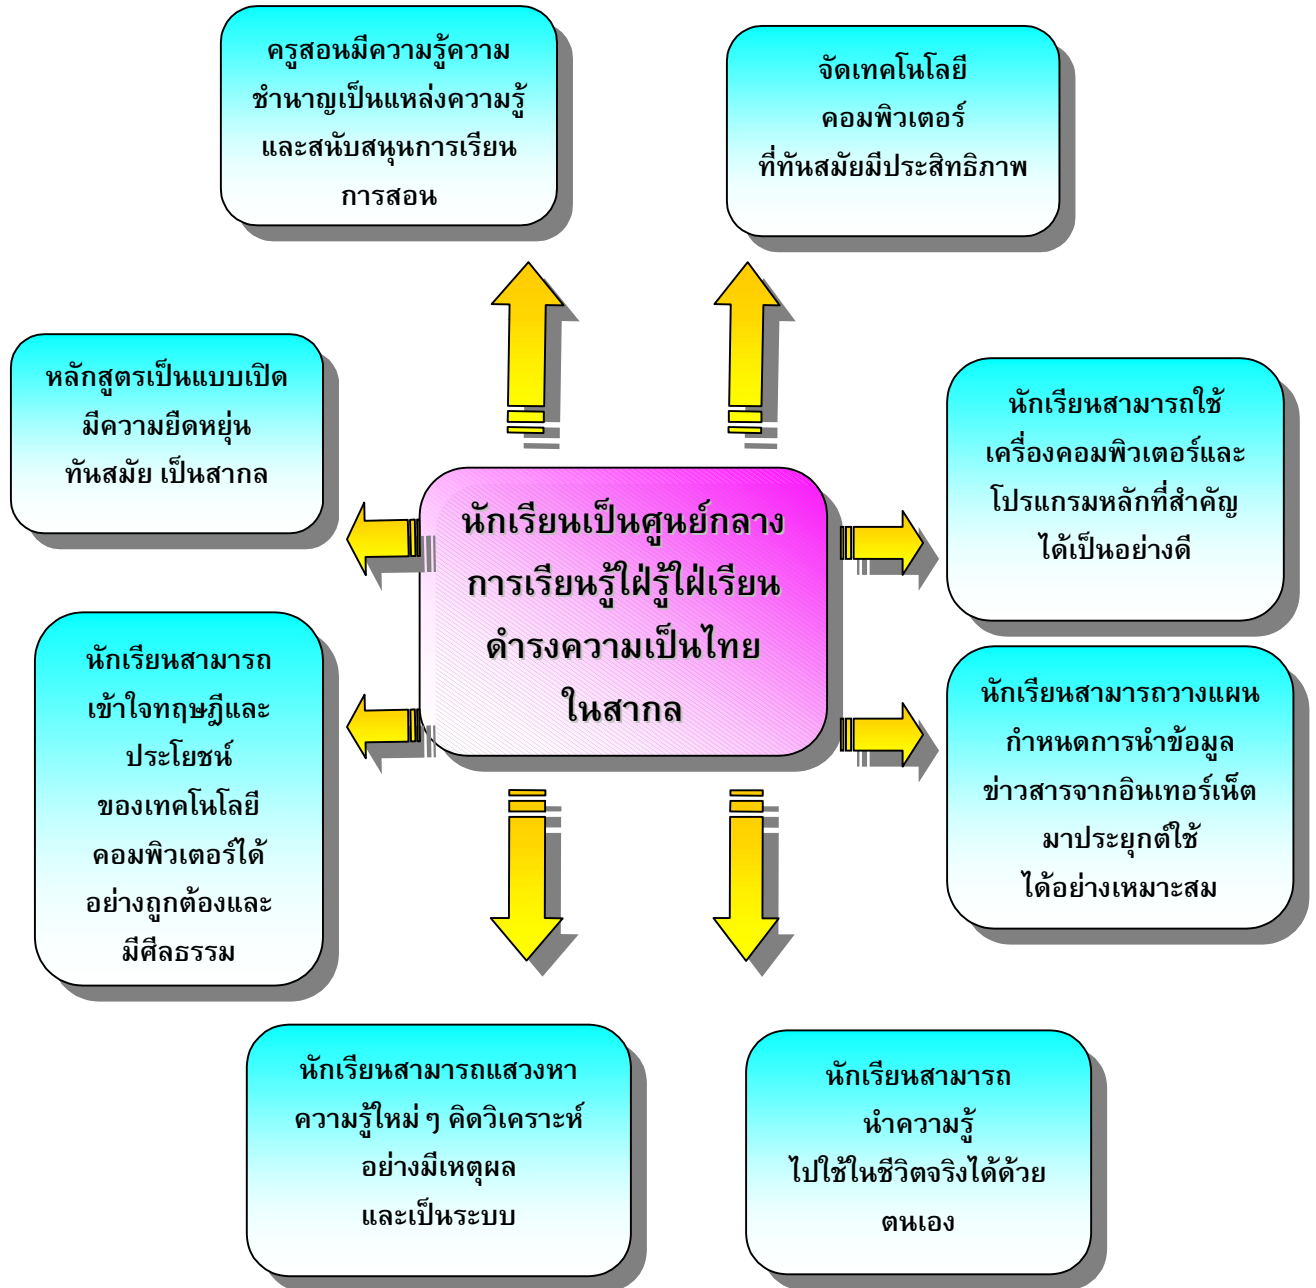 ครูสอนมีความรู้ความ
ชำนาญเป็นแหล่งความรู้
และสนับสนุนการเรียน
การสอน
จัดเทคโนโลยี
คอมพิวเตอร์
ที่ทันสมัยมีประสิทธิภาพ
หลักสูตรเป็นแบบเปิด
มีความยืดหยุ่น
ทันสมัย เป็นสากล
นักเรียนสามารถใช้
เครื่องคอมพิวเตอร์และ
โปรแกรมหลักที่สำคัญ
ได้เป็นอย่างดี
นักเรียนเป็นศูนย์กลาง
การเรียนรู้ใฝ่รู้ใฝ่เรียน
ดำรงความเป็นไทย
ในสากล
นักเรียนสามารถ
เข้าใจทฤษฎีและ
ประโยชน์
ของเทคโนโลยี
คอมพิวเตอร์ได้
อย่างถูกต้องและ
มีศีลธรรม
นักเรียนสามารถวางแผน
กำหนดการนำข้อมูล
ข่าวสารจากอินเทอร์เน็ต
มาประยุกต์ใช้
ได้อย่างเหมาะสม
นักเรียนสามารถแสวงหา
ความรู้ใหม่ ๆ คิดวิเคราะห์
อย่างมีเหตุผล
และเป็นระบบ
นักเรียนสามารถ
นำความรู้
ไปใช้ในชีวิตจริงได้ด้วย
ตนเอง